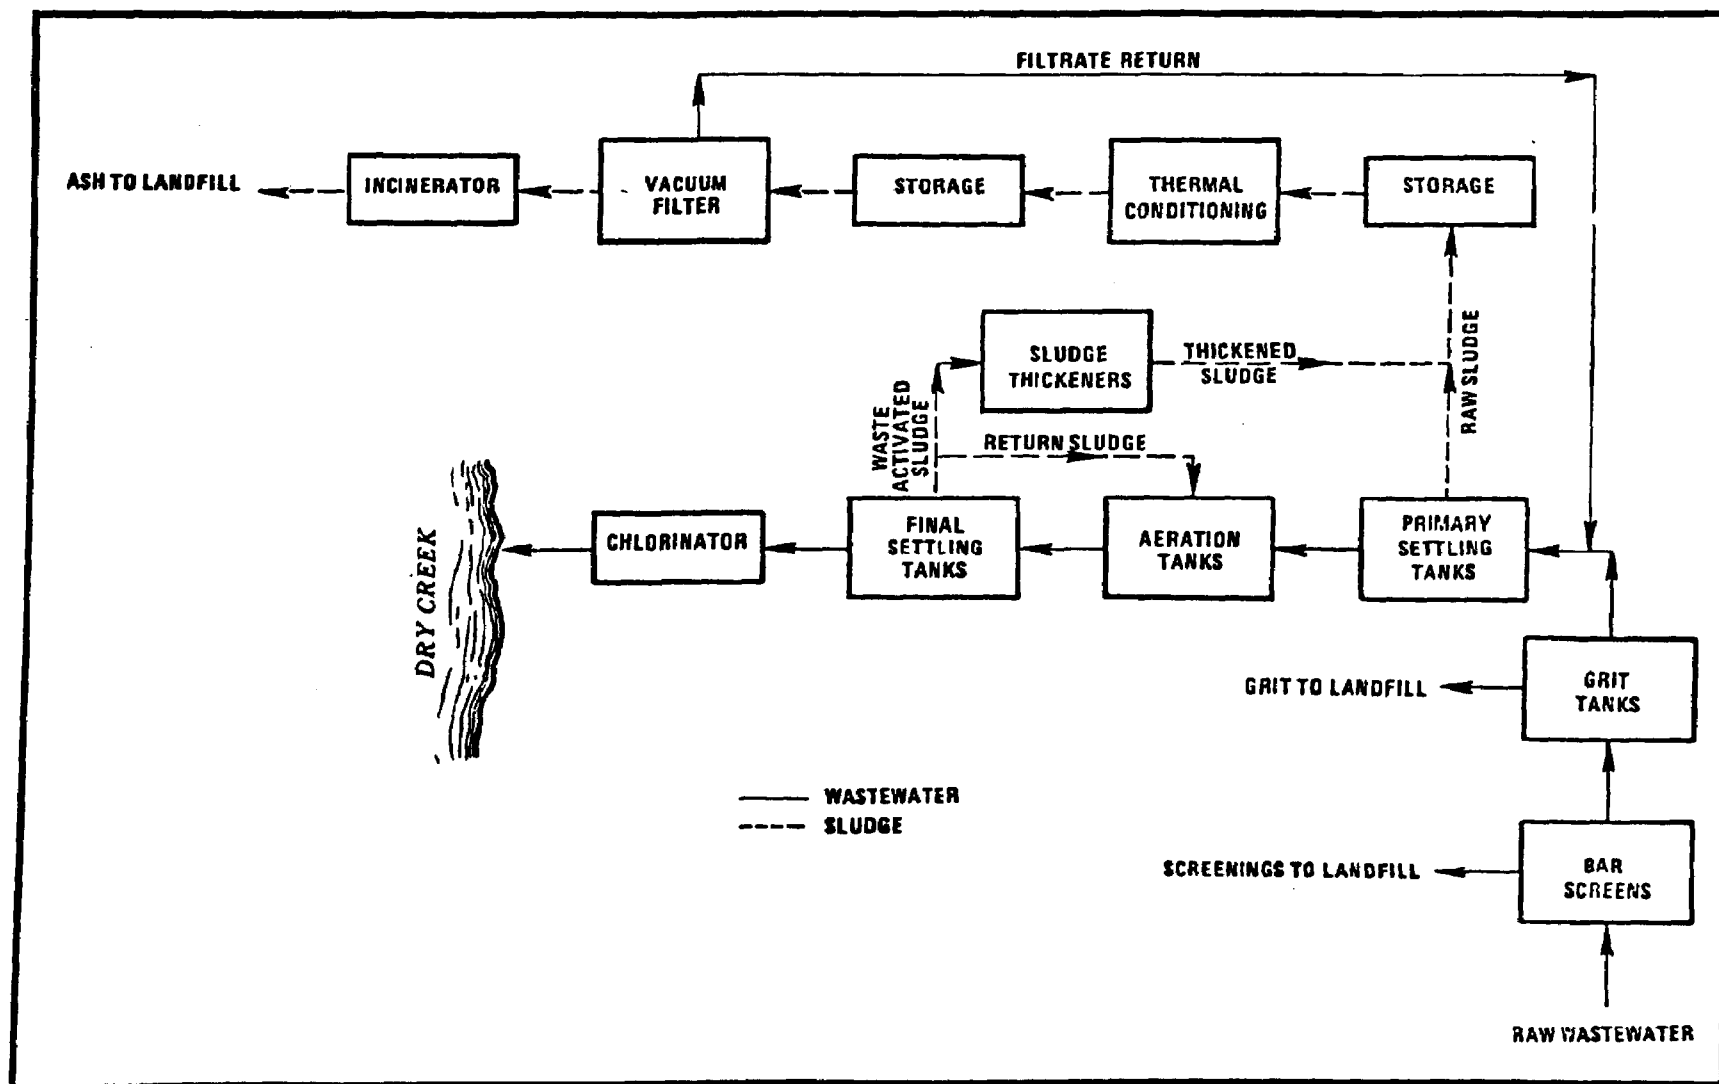 FILTRATE RETURN
ASH TO LANDFILL
INCINERATOR
VACUUM
FILTER
STORAGE
THERMAL
CONDITIONING
STORAGE
SLUDGE
THICKENERS
THICKENED
SLUDGE
RAW SLUDGE
WASTE
ACTIVATED
SLUDGE
RETURN SLUDGE
DRY CREEK
CHLORINATOR
FINAL
SETTLING
TANKS
AERATION
TANKS
PRIMARY
SETTLING
TANKS
GRIT TO LANDFILL
GRIT
TANKS
WASTEWATER
SLUDGE
SCREENINGS TO LANDFILL
BAR
SCREENS
RAW WASTEWATER